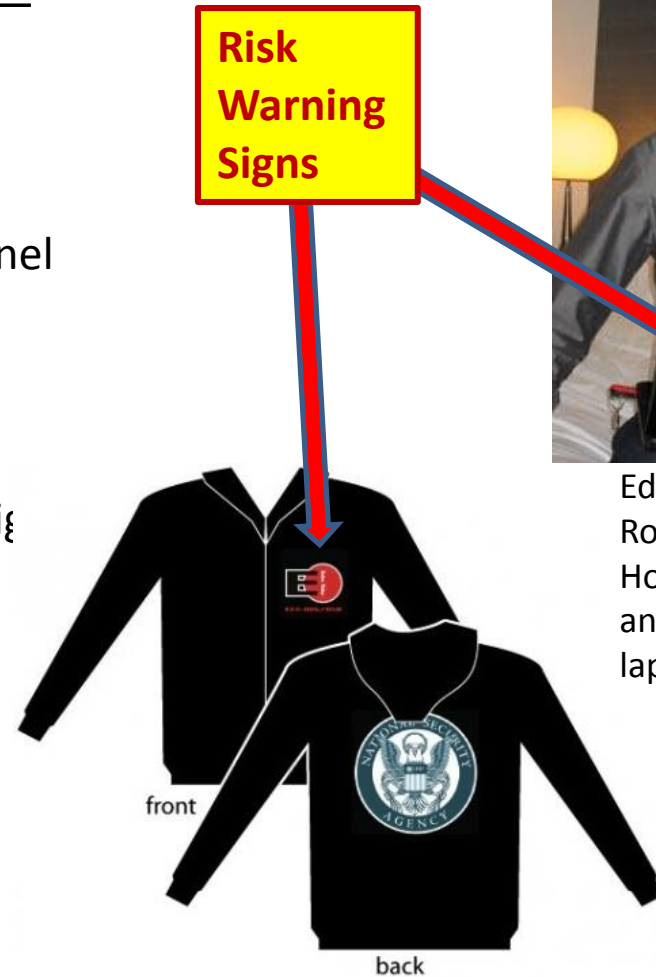 Risk
Warning
Signs
nel
Ed
Ro
Ho
an
lap
front
NATIONAL SECURITY
AGENCY
back